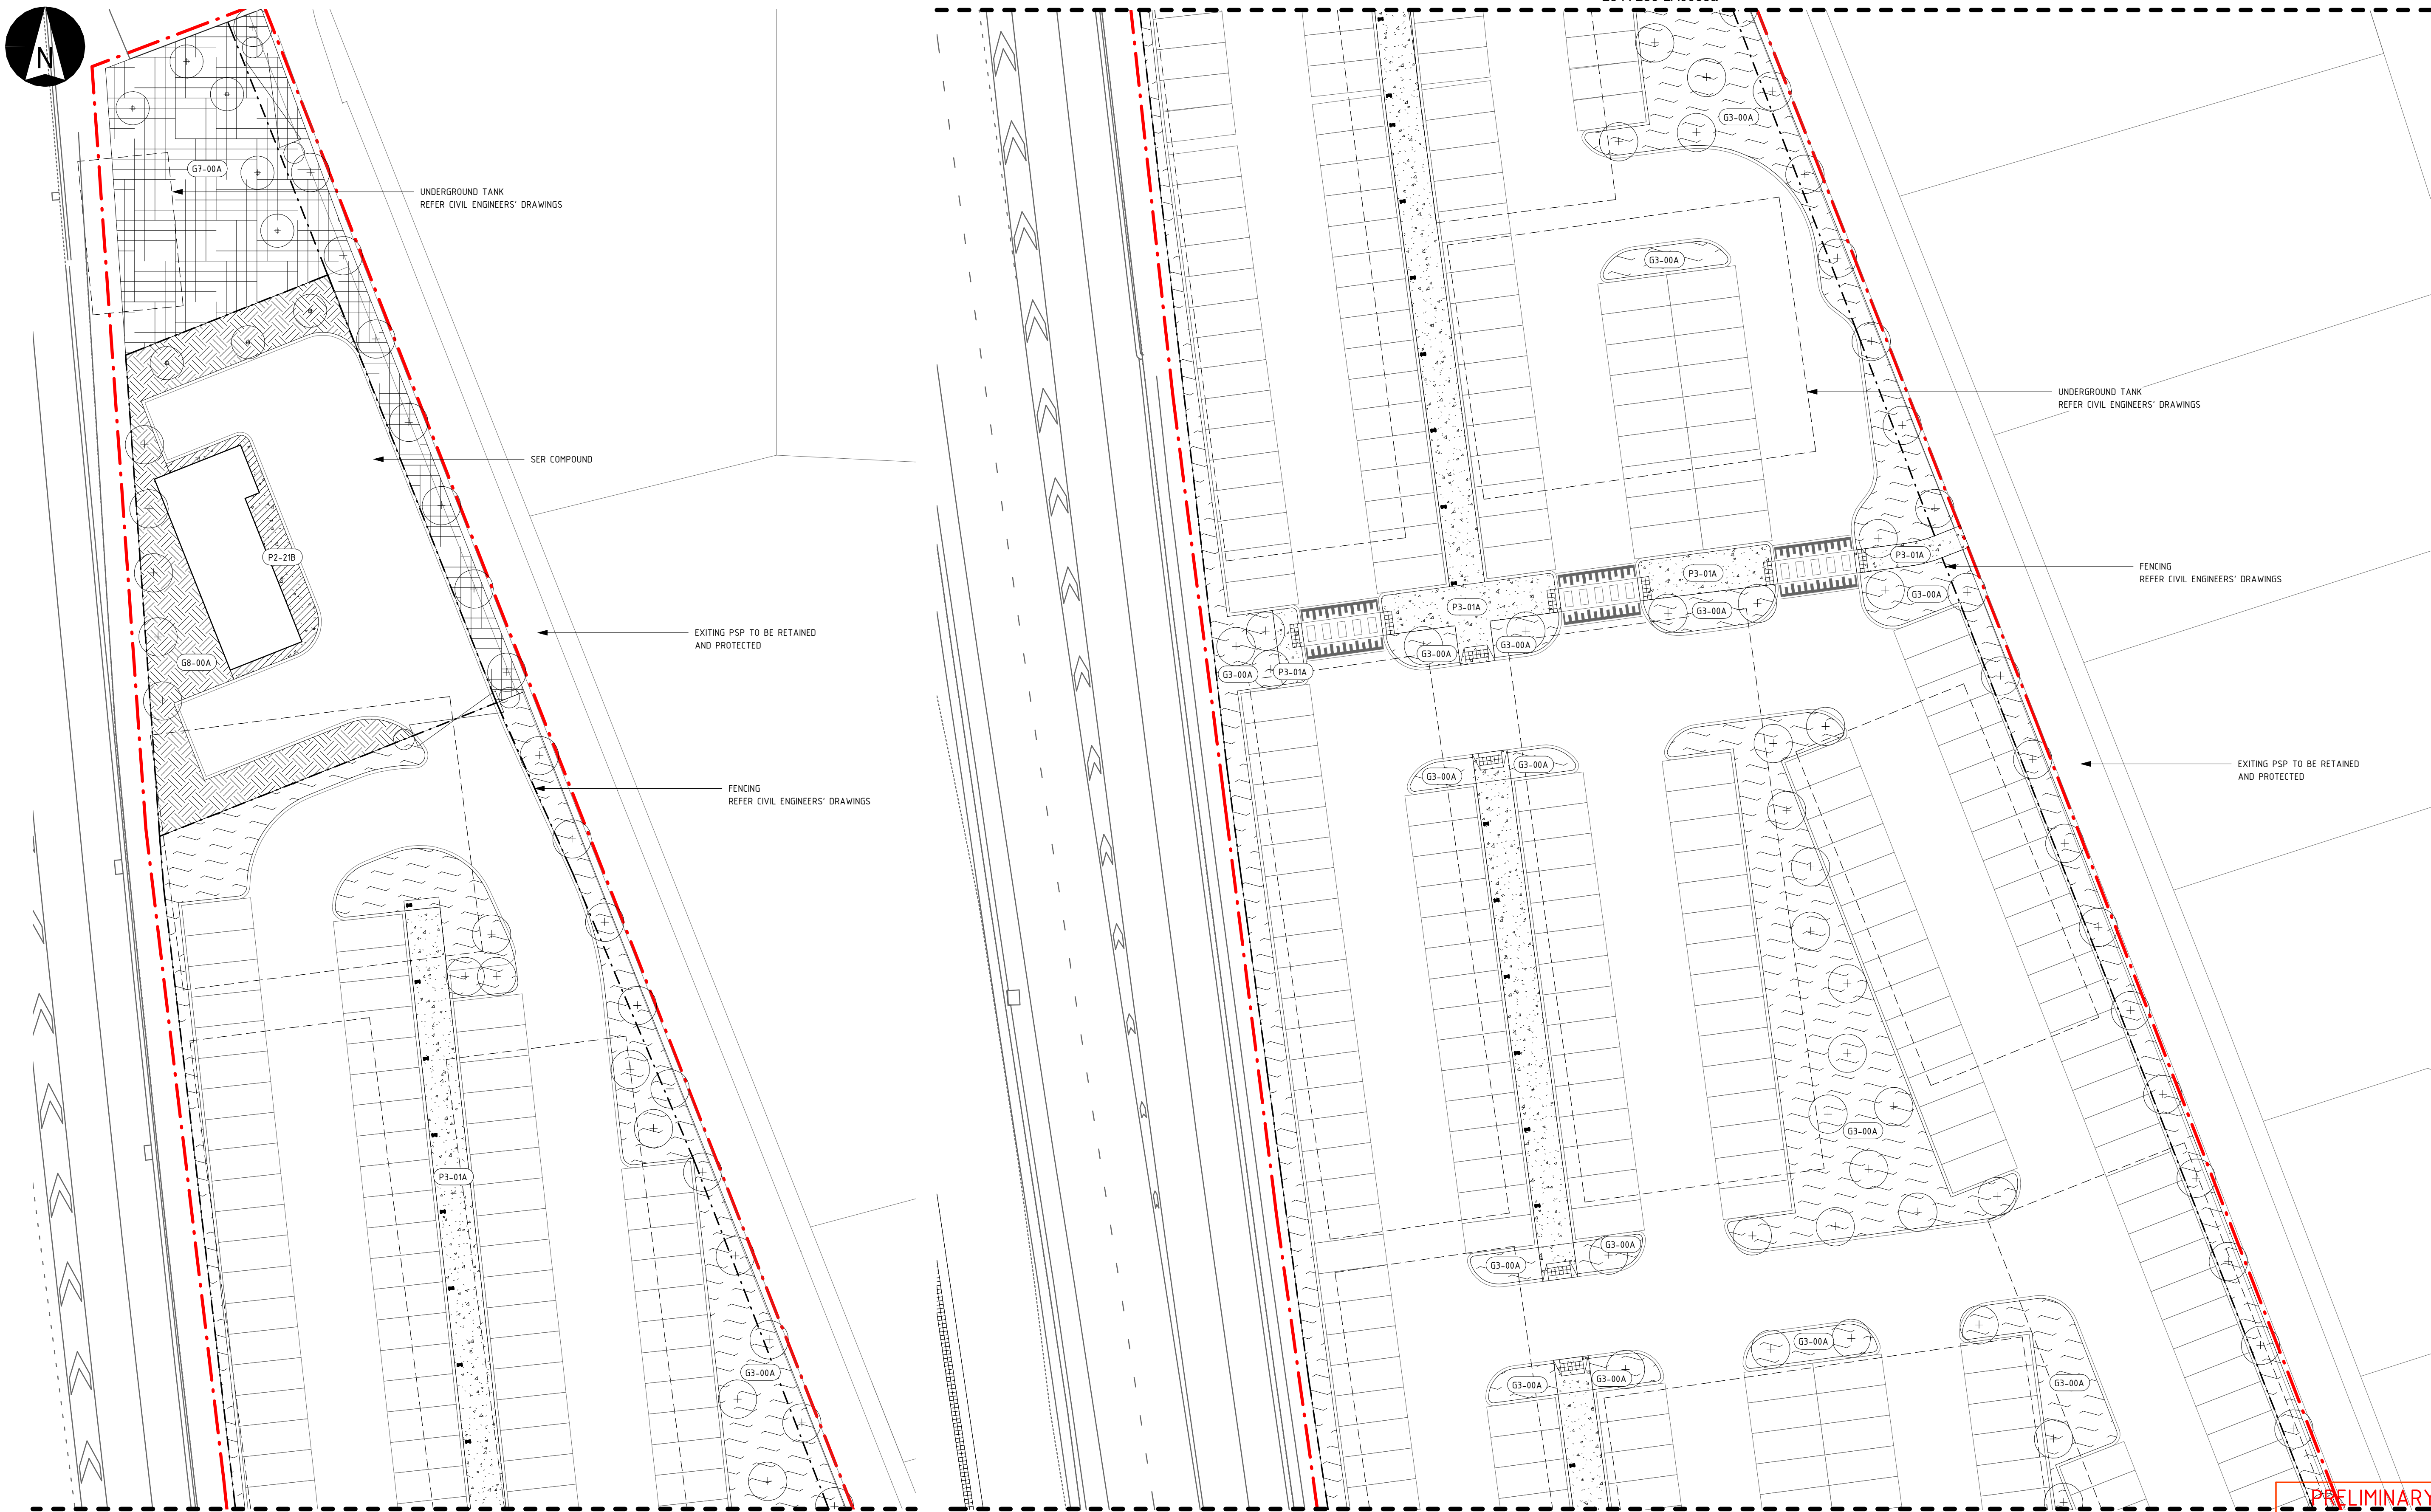 N
G7-00A
UNDERGROUND TANK
REFER CIVIL ENGINEERS' DRAWINGS
SER COMPOUND
P2-21B
EXITING PSP TO BE RETAINED
AND PROTECTED
G8-00A
FENCING
REFER CIVIL ENGINEERS' DRAWINGS
P3-01A
G3-00A
G3-00A
G3-00A
UNDERGROUND TANK
REFER CIVIL ENGINEERS' DRAWINGS
P3-01A
FENCING
REFER CIVIL ENGINEERS' DRAWINGS
P3-01A
G3-00A
P3-01A
G3-00A
G3-00A
G3-00A
G3-00A
P3-01A
G3-00A
G3-00A
EXITING PSP TO BE RETAINED
AND PROTECTED
G3-00A
G3-00A
G3-00A
G3-00A
G3-00A
G3-00A
G3-00A
PRELIMINARY